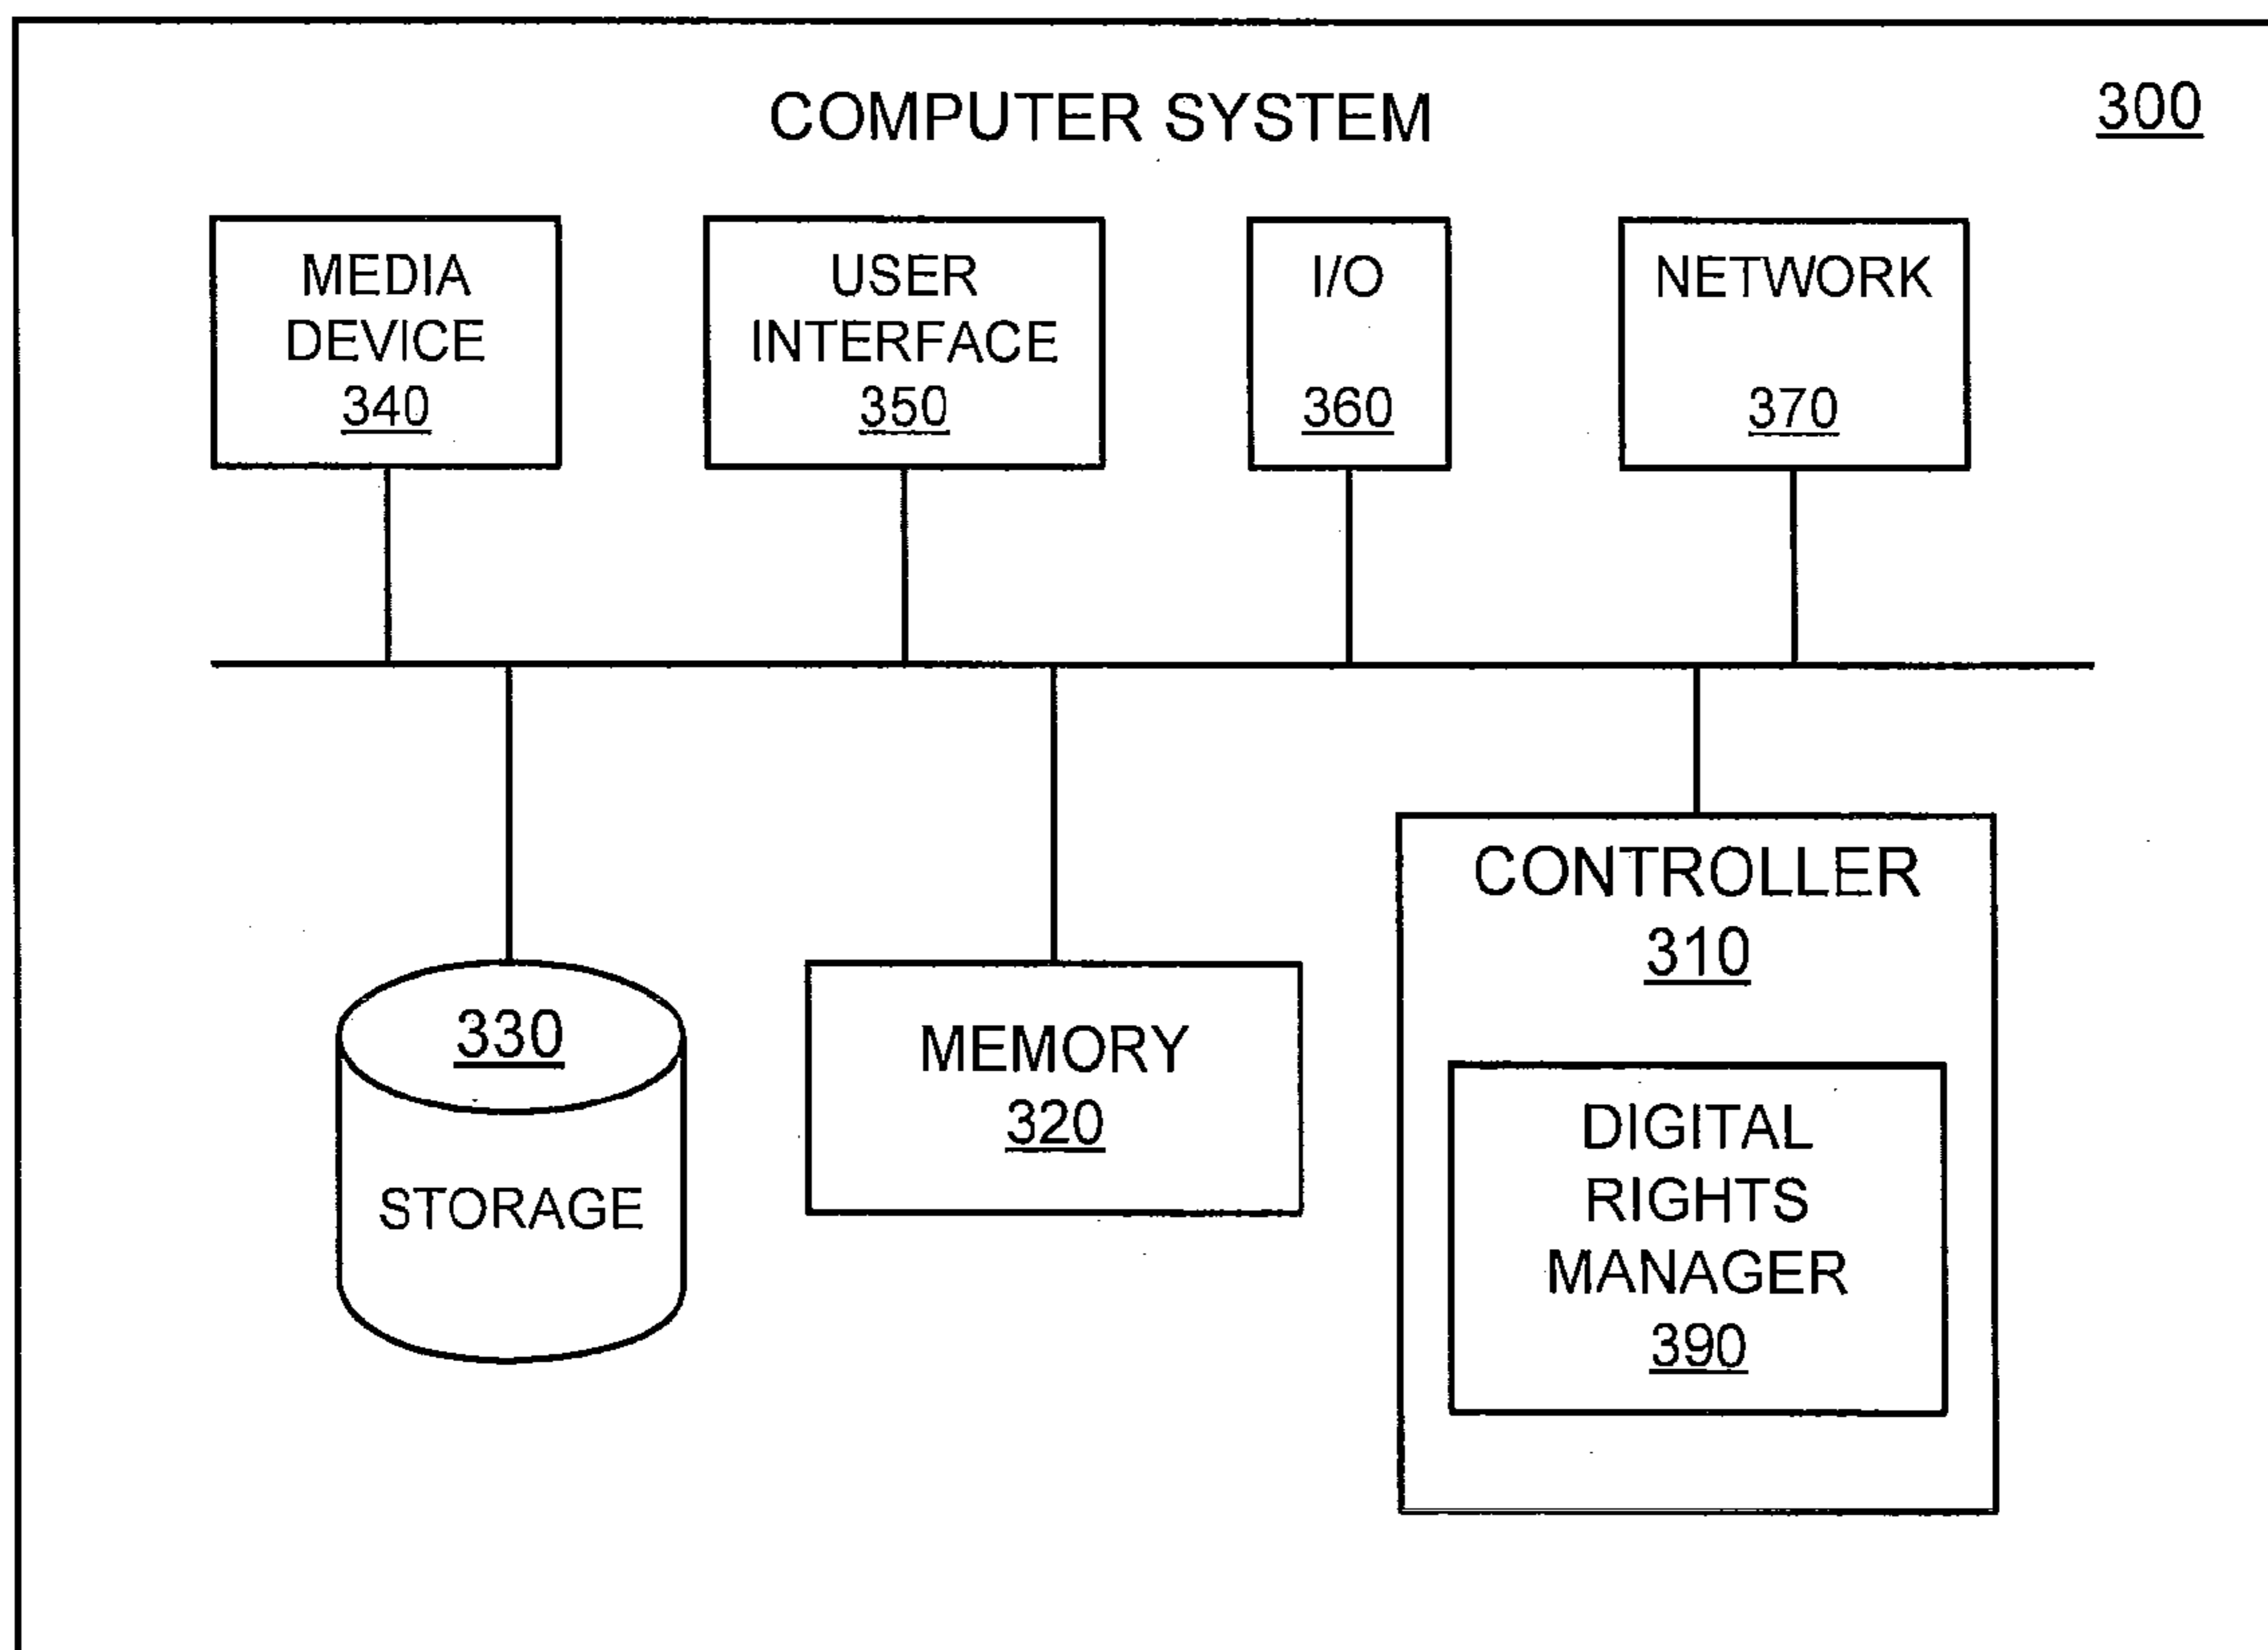 COMPUTER SYSTEM
300
MEDIA
DEVICE
340
USER
INTERFACE
350
I/O
360
NETWORK
370
330
STORAGE
MEMORY
320
CONTROLLER
310
DIGITAL
RIGHTS
MANAGER
390